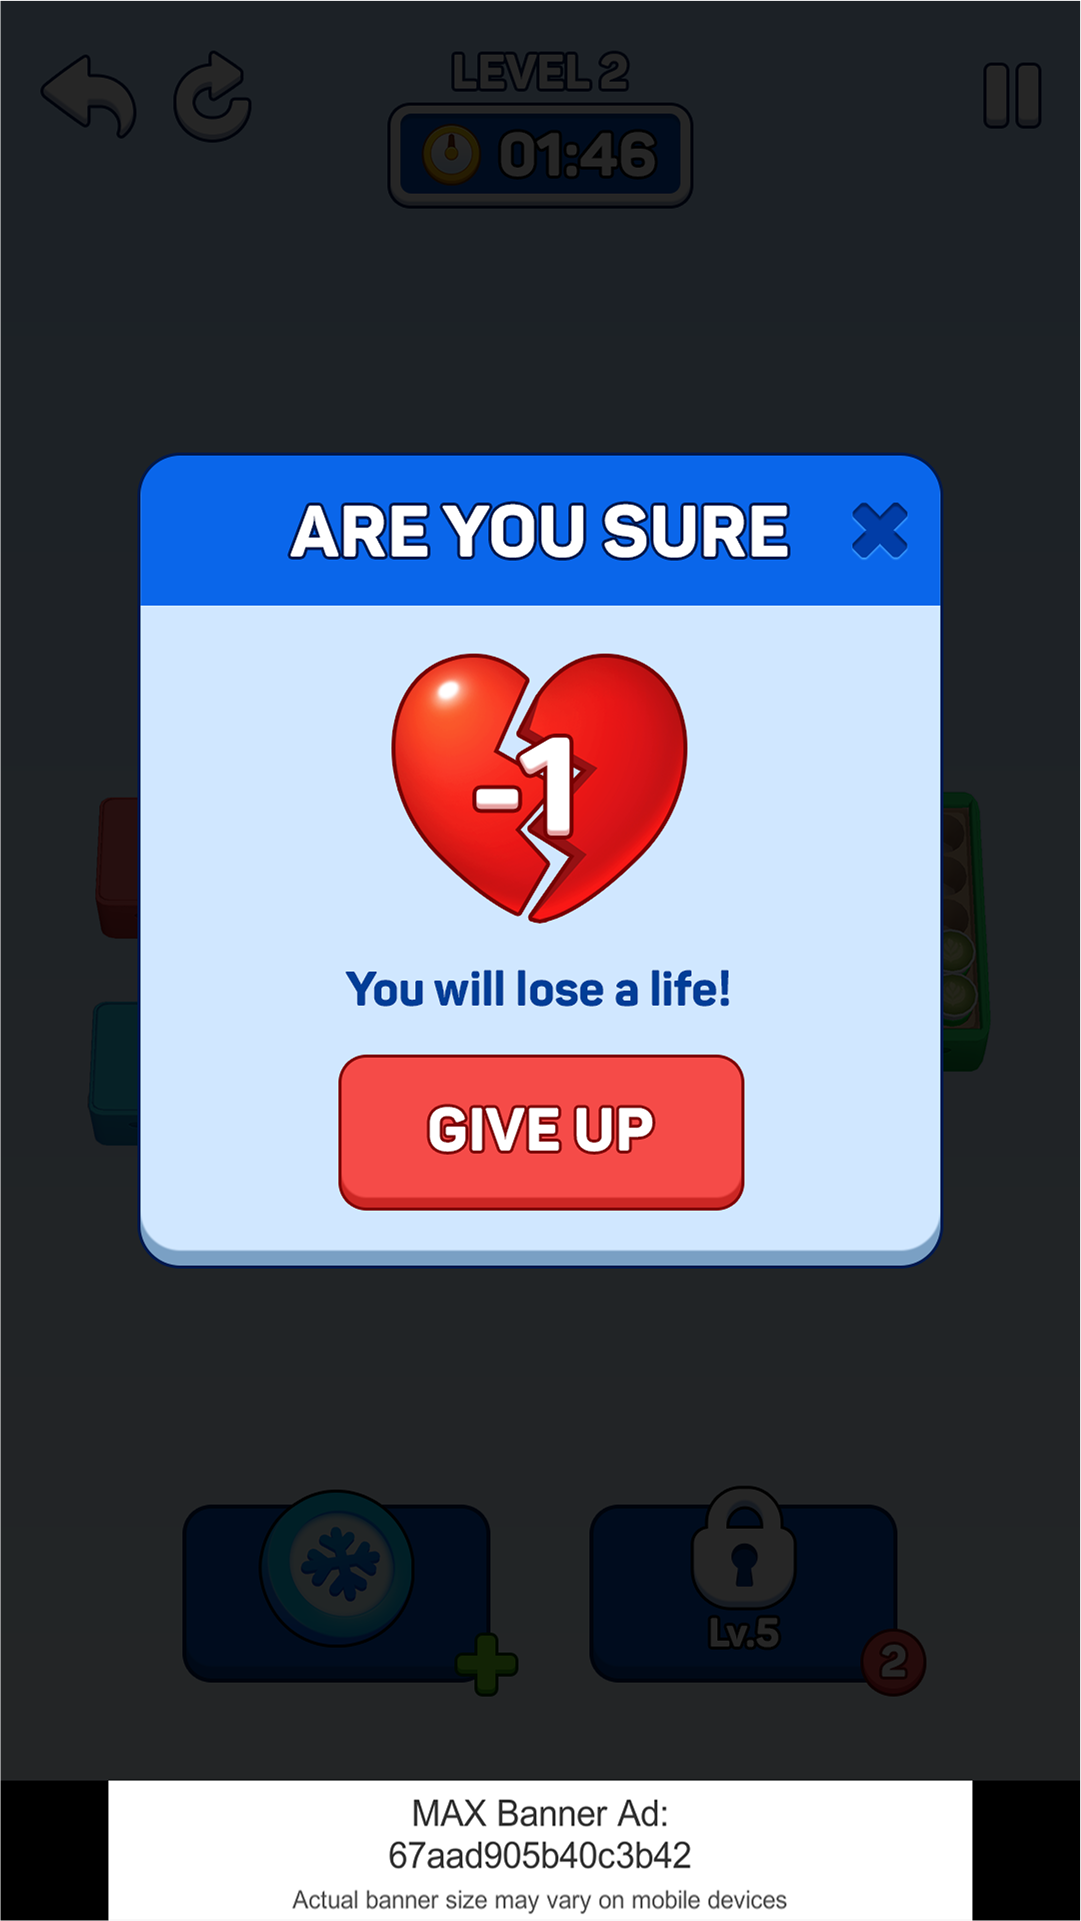 LEVEL 2
01:46
ARE YOU SURE
-1
You will lose a life!
GIVE UP
Lv.5
2
MAX Banner Ad:
67aad905b40c3b42
Actual banner size may vary on mobile devices